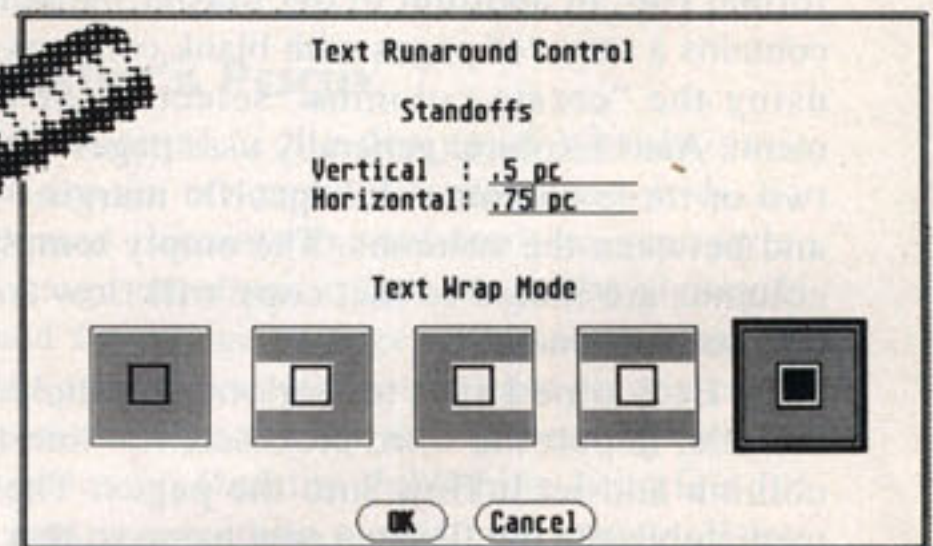 Text Runaround Control
Standoffs
Vertical : .5 pc
Horizontal: .75 pc
Text Wrap Mode
OK Cancel